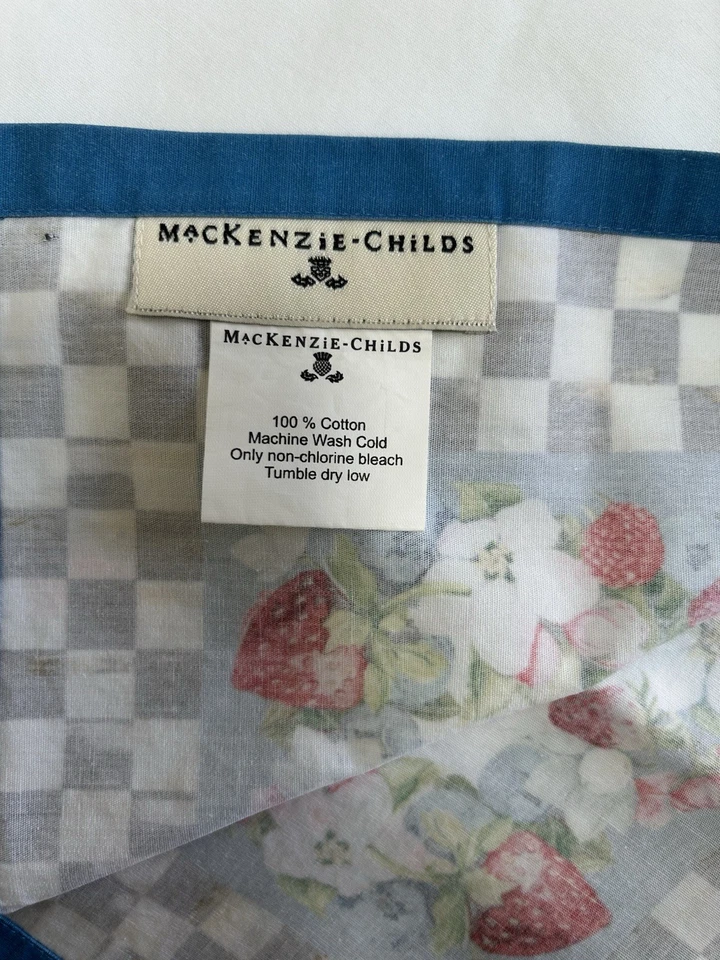 MACKENZiE-CHiLDS
MACKENZiE-CHiLDS
100 % Cotton
Machine Wash Cold
Only non-chlorine bleach
Tumble dry low